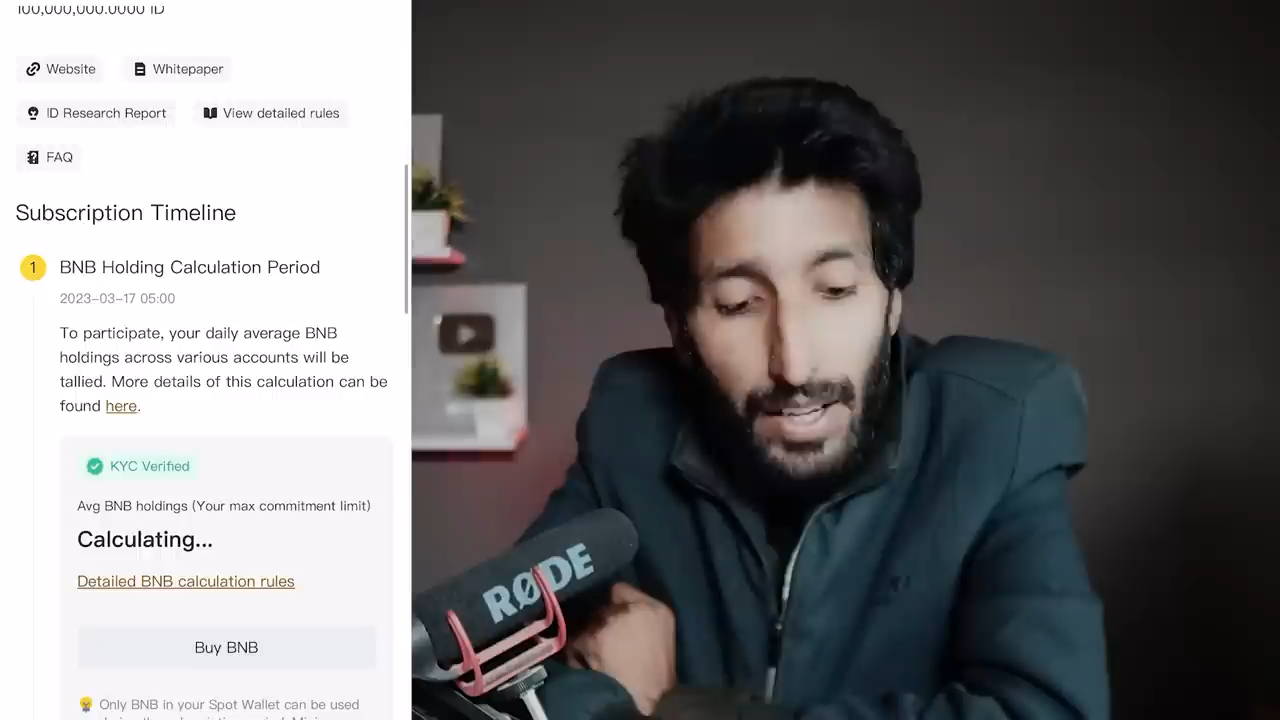 100,000,000.0000 ID
Website
Whitepaper
ID Research Report
View detailed rules
FAQ
Subscription Timeline
1
BNB Holding Calculation Period
2023-03-17 05:00
To participate, your daily average BNB
holdings across various accounts will be
tallied. More details of this calculation can be
found here.
KYC Verified
Avg BNB holdings (Your max commitment limit)
Calculating...
Detailed BNB calculation rules
Buy BNB
Only BNB in your Spot Wallet can be used
RØDE